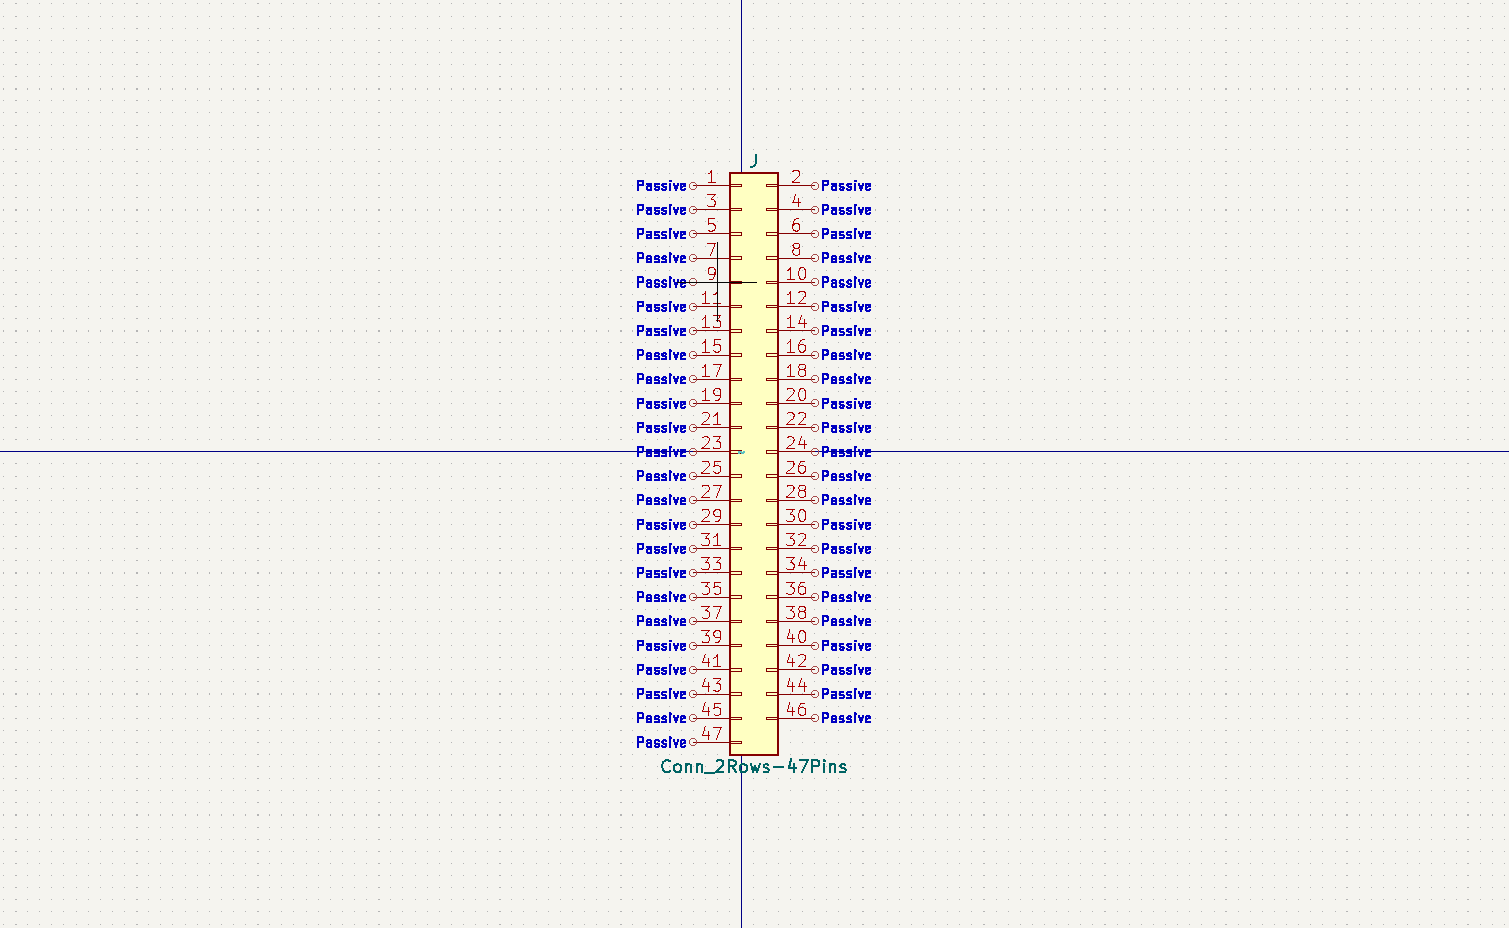 J
Passive 1 2 Passive
Passive 3 4 Passive
Passive 5 6 Passive
Passive 7 8 Passive
Passive 9 10 Passive
Passive 11 12 Passive
Passive 13 14 Passive
Passive 15 16 Passive
Passive 17 18 Passive
Passive 19 20 Passive
Passive 21 22 Passive
Passive 23 24 Passive
Passive 25 26 Passive
Passive 27 28 Passive
Passive 29 30 Passive
Passive 31 32 Passive
Passive 33 34 Passive
Passive 35 36 Passive
Passive 37 38 Passive
Passive 39 40 Passive
Passive 41 42 Passive
Passive 43 44 Passive
Passive 45 46 Passive
Passive 47
Conn_2Rows-47Pins